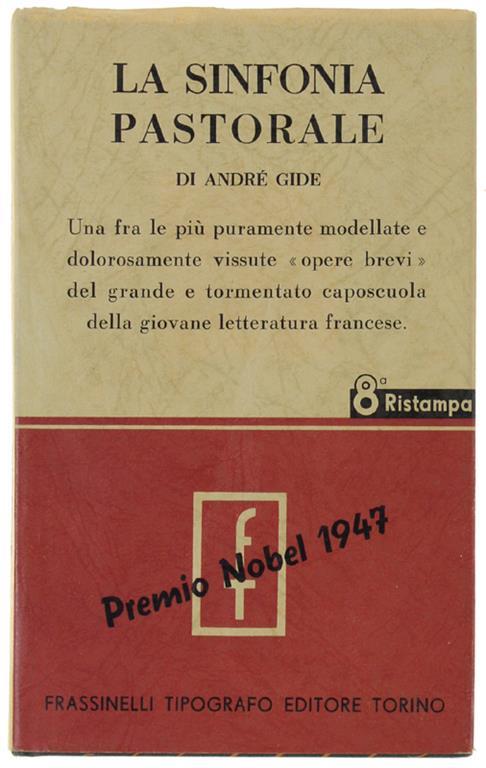 LA SINFONIA
PASTORALE
DI ANDRÉ GIDE
Una fra le più puramente modellate e
dolorosamente vissute « opere brevi »
del grande e tormentato caposcuola
della giovane letteratura francese.
8ª Ristampa
ff
Premio Nobel 1947
FRASSINELLI TIPOGRAFO EDITORE TORINO